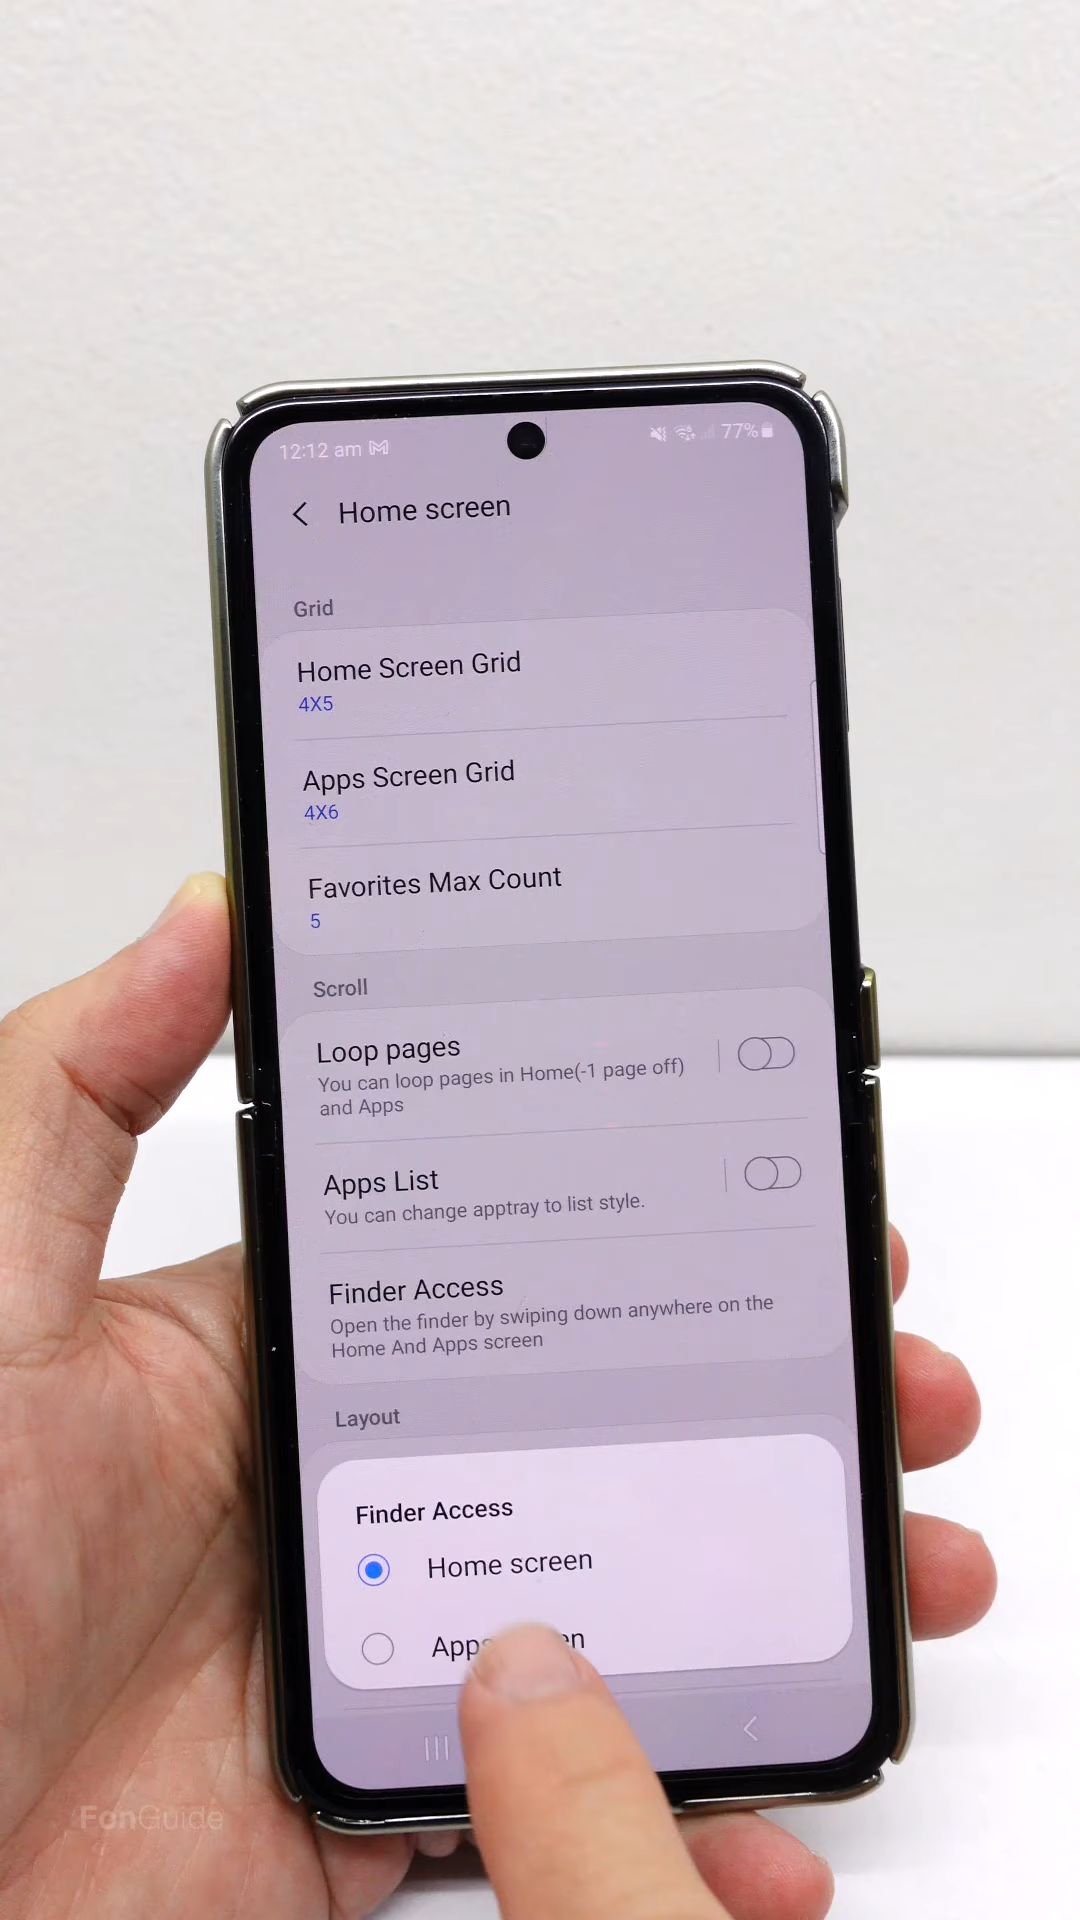 12:12 am
77%
Home screen
Grid
Home Screen Grid
4X5
Apps Screen Grid
4X6
Favorites Max Count
5
Scroll
Loop pages
You can loop pages in Home(-1 page off)
and Apps
Apps List
You can change apptray to list style.
Finder Access
Open the finder by swiping down anywhere on the
Home And Apps screen
Layout
Finder Access
Home screen
Apps
FonGuide